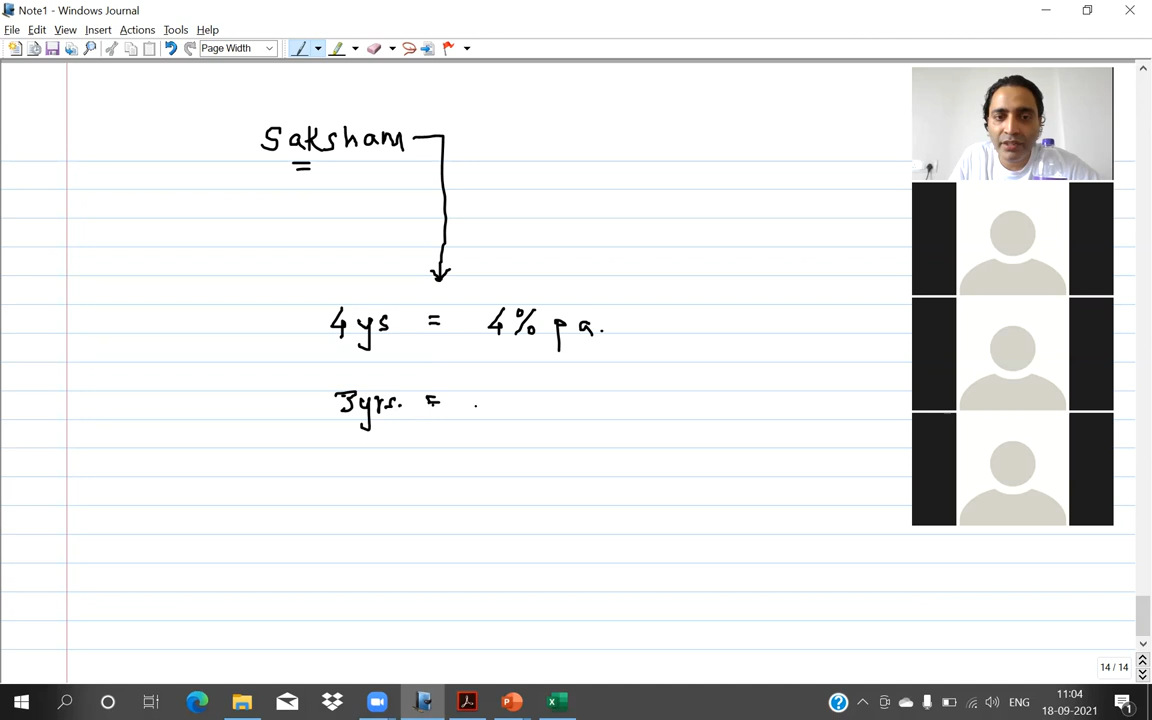 Note1 - Windows Journal
File Edit View Insert Actions Tools Help
Page Width
Saksham
4 ys = 4% p a.
3yrs. = .
14 / 14
ENG
11:04
18-09-2021
1